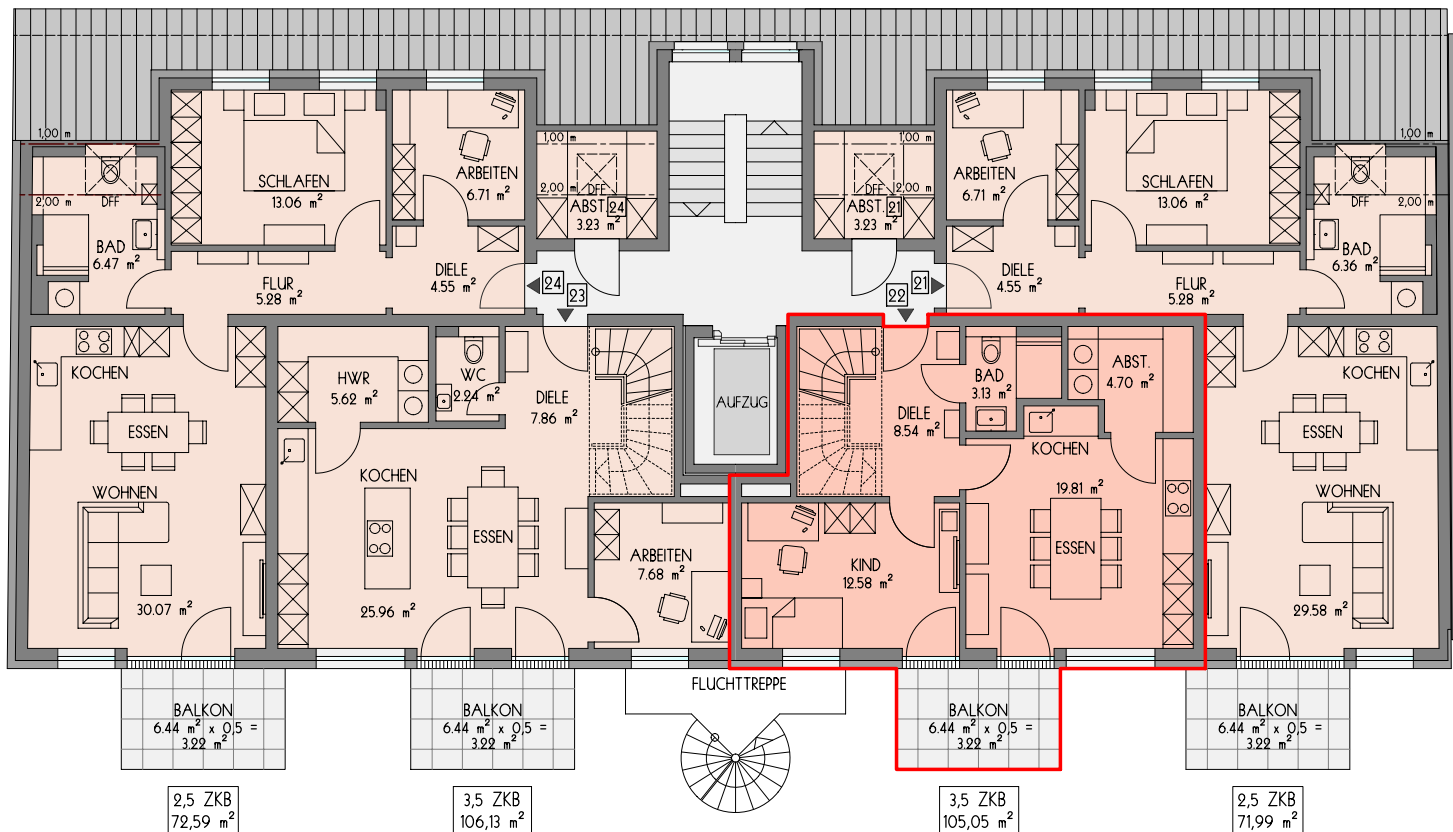 1,00 m
1,00 m
1,00 m
1,00 m
SCHLAFEN
13.06 m²
ARBEITEN
6.71 m²
2,00 m
DFF
ABST.
24
3.23 m²
2,00 m
DFF
ABST.
21
3.23 m²
ARBEITEN
6.71 m²
SCHLAFEN
13.06 m²
2,00 m
DFF
2,00 m
DFF
BAD
6.47 m²
FLUR
5.28 m²
DIELE
4.55 m²
24
23
21
22
DIELE
4.55 m²
FLUR
5.28 m²
BAD
6.36 m²
KOCHEN
ESSEN
WOHNEN
30.07 m²
HWR
5.62 m²
WC
2.24 m²
DIELE
7.86 m²
KOCHEN
ESSEN
25.96 m²
ARBEITEN
7.68 m²
AUFZUG
DIELE
8.54 m²
BAD
3.13 m²
ABST.
4.70 m²
KOCHEN
19.81 m²
ESSEN
KIND
12.58 m²
KOCHEN
ESSEN
WOHNEN
29.58 m²
BALKON
6.44 m² x 0,5 =
3.22 m²
BALKON
6.44 m² x 0,5 =
3.22 m²
FLUCHTTREPPE
BALKON
6.44 m² x 0,5 =
3.22 m²
BALKON
6.44 m² x 0,5 =
3.22 m²
2,5 ZKB
72,59 m²
3,5 ZKB
106,13 m²
3,5 ZKB
105,05 m²
2,5 ZKB
71,99 m²